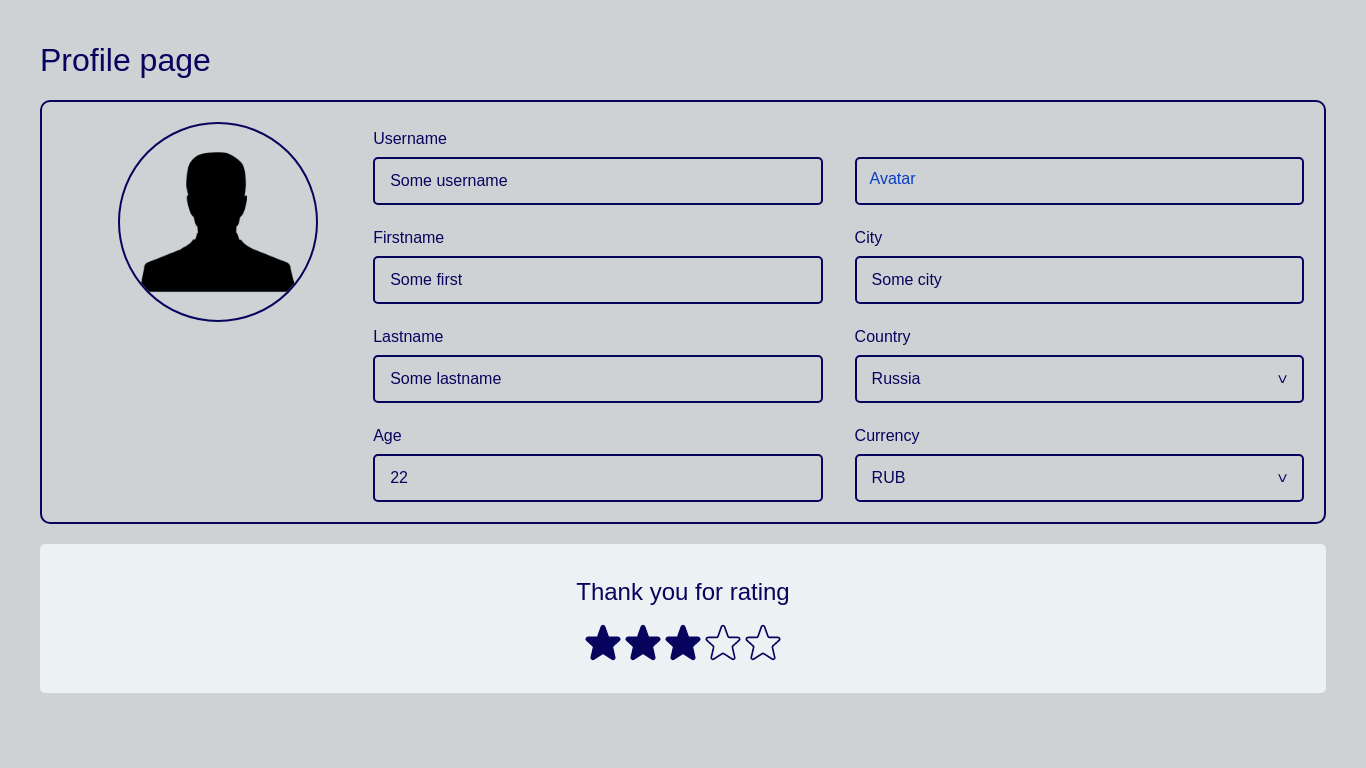 Profile page
Username
Some username
Avatar
Firstname
Some first
City
Some city
Lastname
Some lastname
Country
Russia
Age
22
Currency
RUB
Thank you for rating